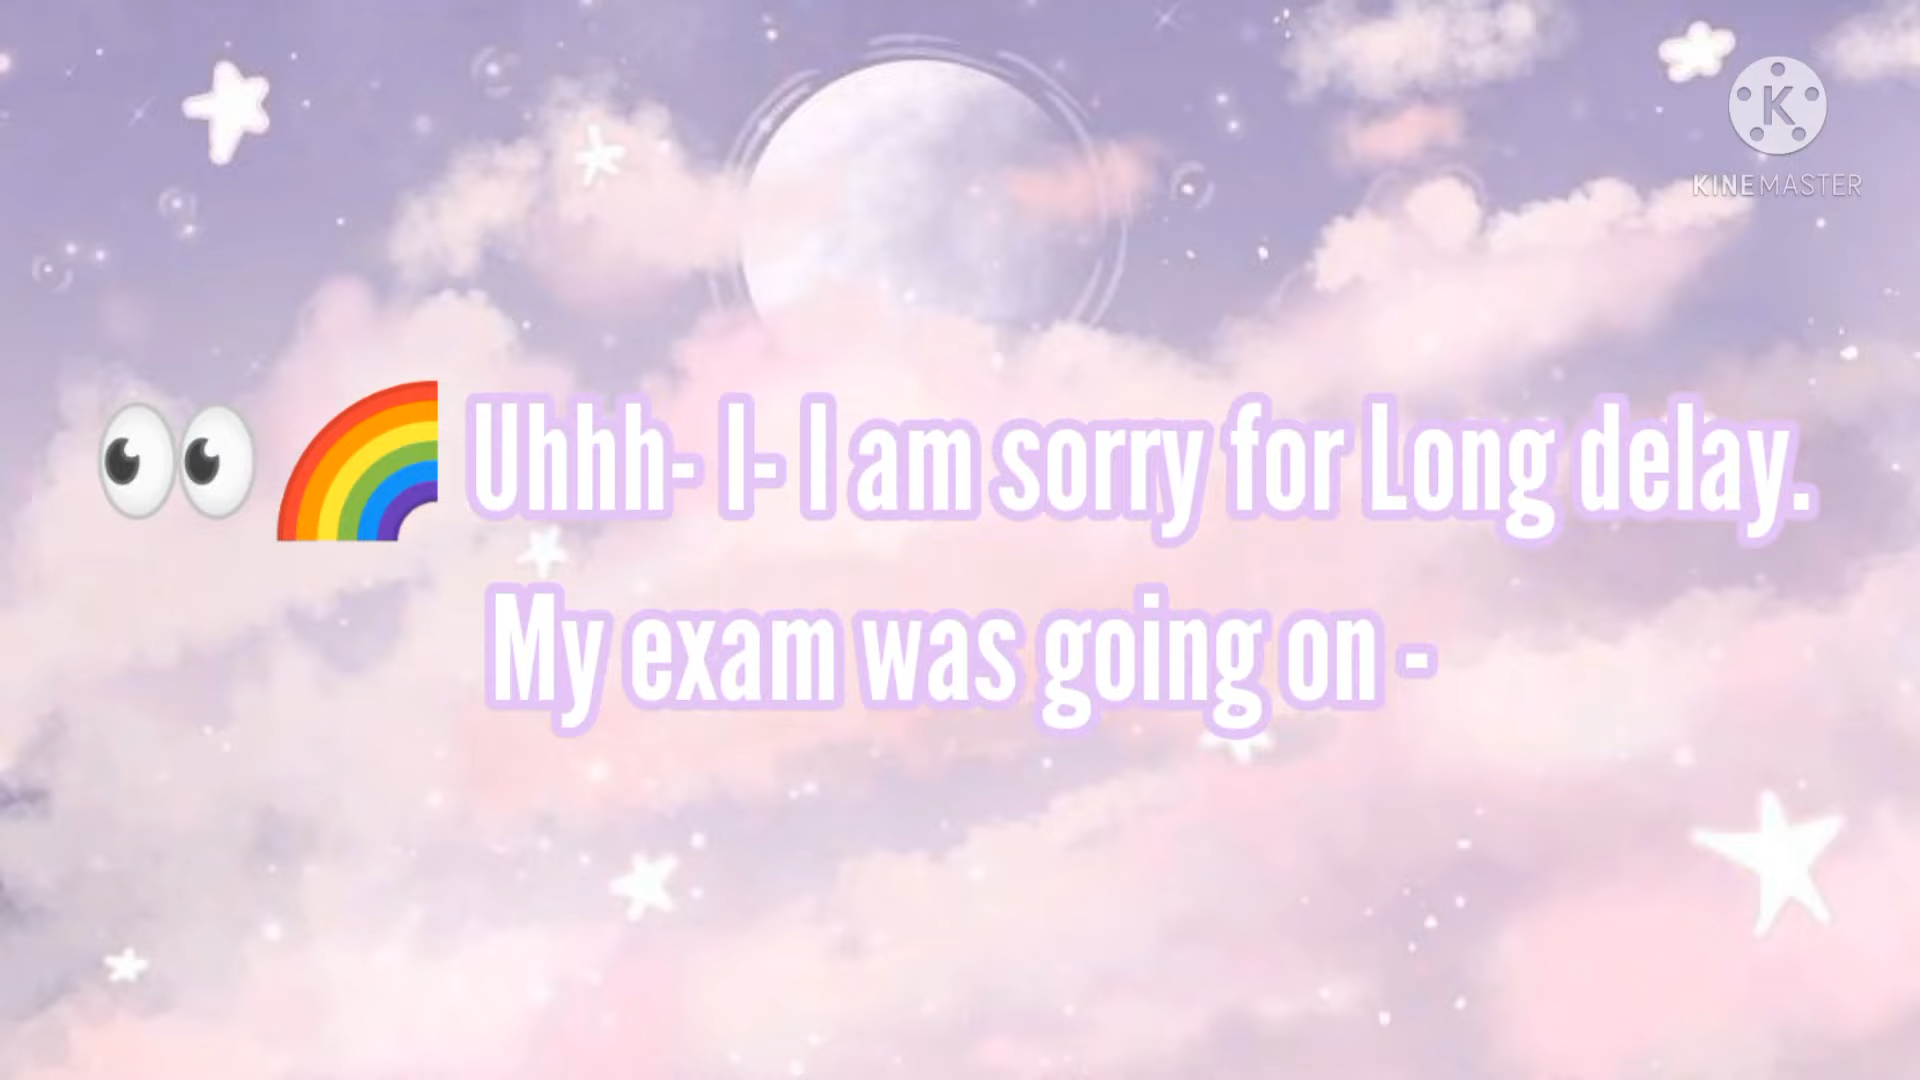 KINEMASTER
👀🌈 Uhhh- I- I am sorry for Long delay.
My exam was going on -